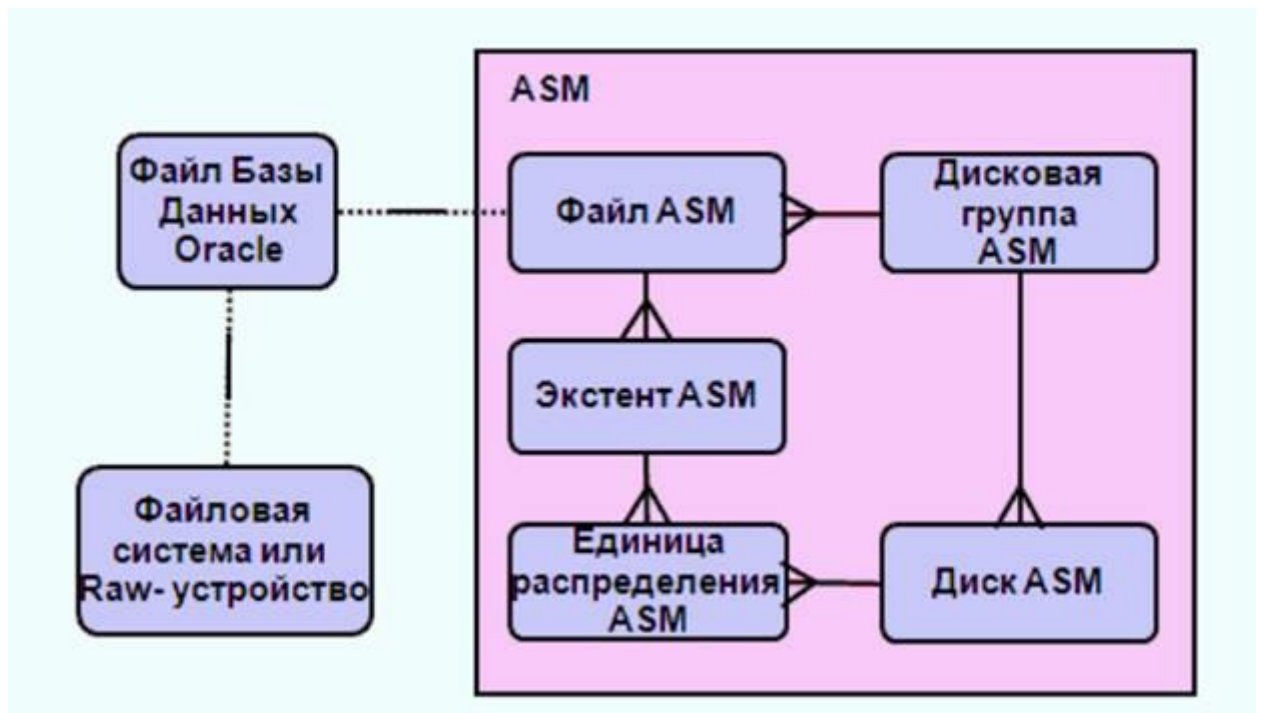 ASM
Файл Базы
Данных
Oracle
Файл ASM
Дисковая
группа
ASM
Экстент ASM
Файловая
система или
Raw- устройство
Единица
распределения
ASM
Диск ASM